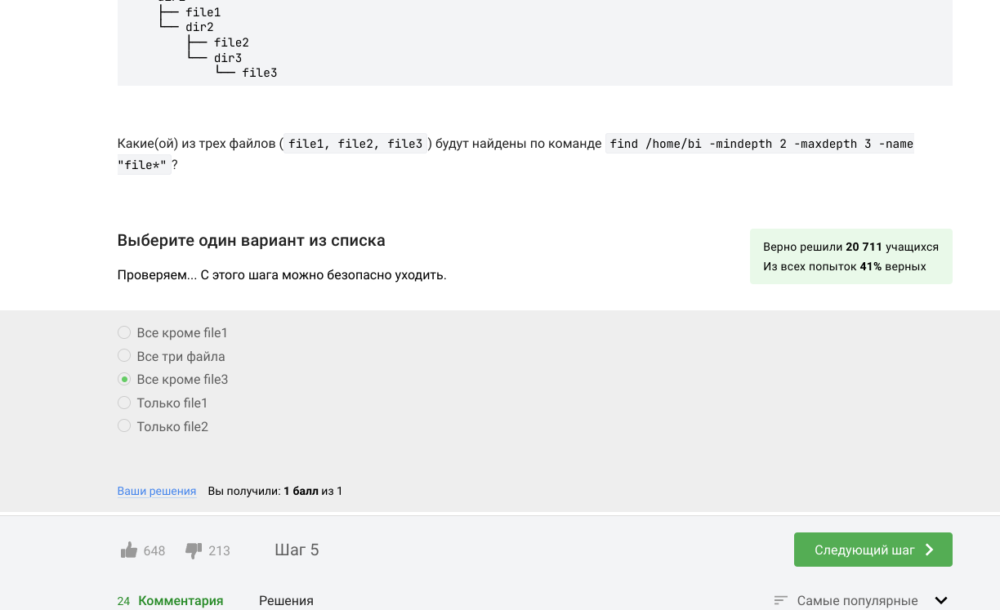 ├── file1
└── dir2
├── file2
└── dir3
└── file3
Какие(ой) из трех файлов ( file1, file2, file3 ) будут найдены по команде find /home/bi -mindepth 2 -maxdepth 3 -name
"file*" ?
Выберите один вариант из списка
Верно решили 20 711 учащихся
Из всех попыток 41% верных
Проверяем... С этого шага можно безопасно уходить.
Все кроме file1
Все три файла
Все кроме file3
Только file1
Только file2
Ваши решения Вы получили: 1 балл из 1
648 213 Шаг 5 Следующий шаг
24 Комментария Решения Самые популярные